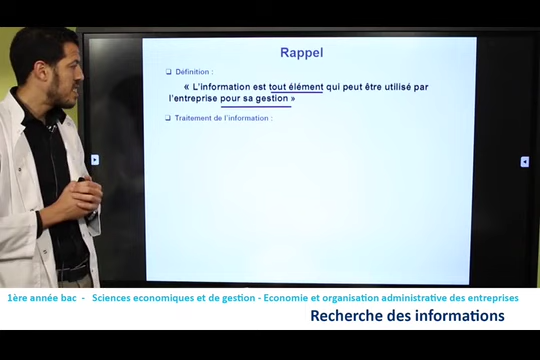 Rappel
❑ Définition :
« L'information est tout élément qui peut être utilisé par
l'entreprise pour sa gestion »
❑ Traitement de l'information :
1ère année bac - Sciences economiques et de gestion - Economie et organisation administrative des entreprises
Recherche des informations